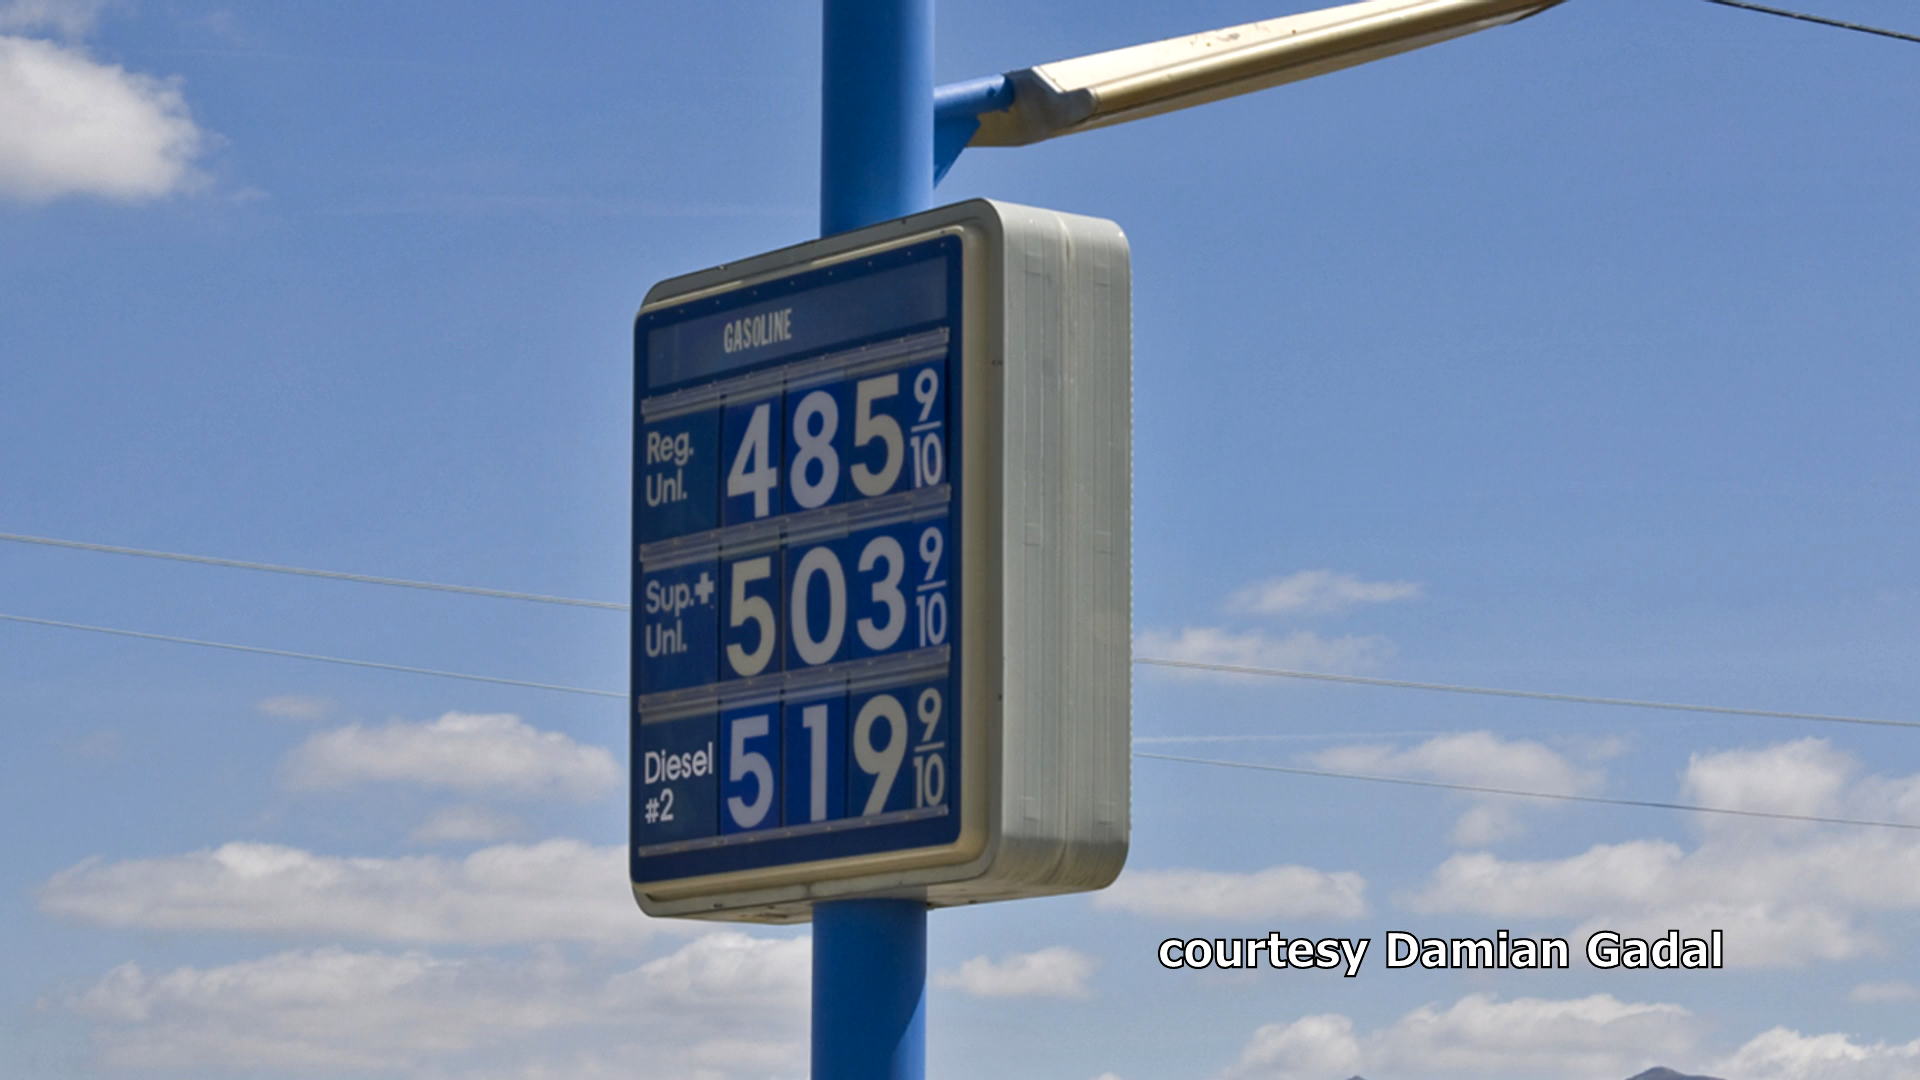 GASOLINE
Reg. Unl. 485 9/10
Sup.+ Unl. 503 9/10
Diesel #2 519 9/10
courtesy Damian Gadal